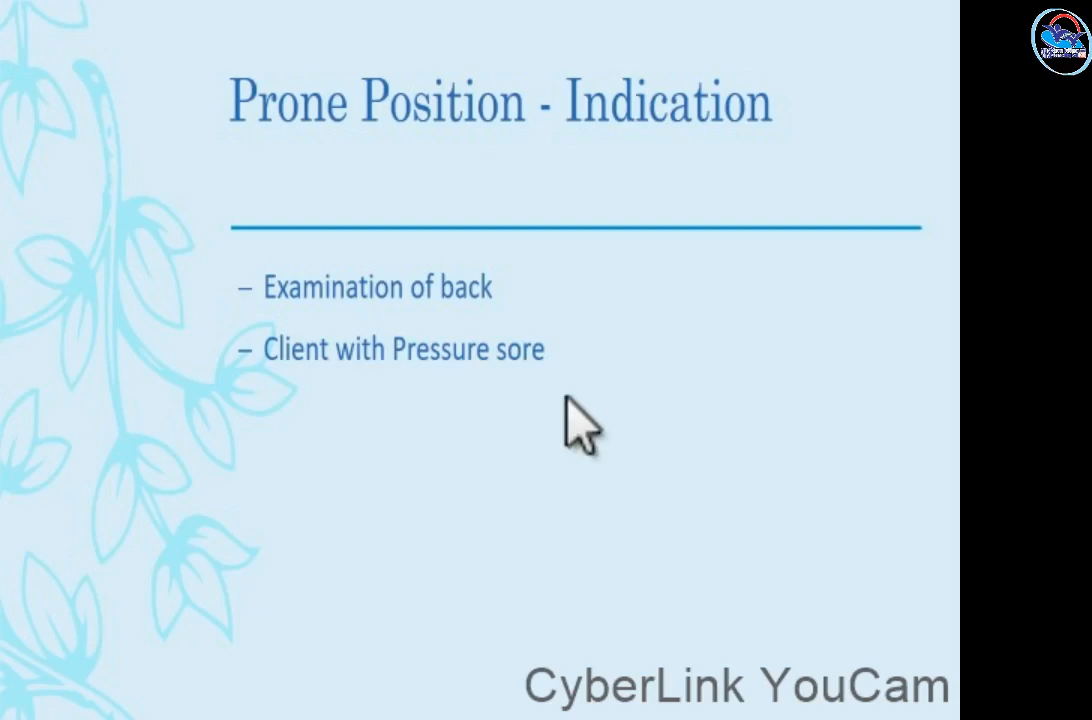 Prone Position - Indication
– Examination of back
– Client with Pressure sore
CyberLink YouCam